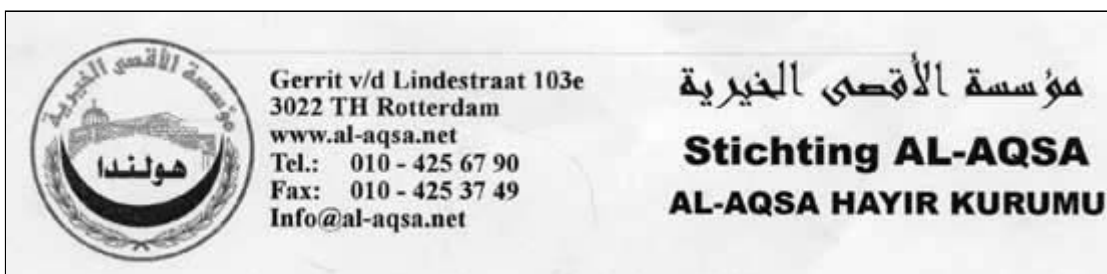 مؤسسة الأقصى الخيرية
هولندا
Gerrit v/d Lindestraat 103e
3022 TH Rotterdam
www.al-aqsa.net
Tel.: 010 - 425 67 90
Fax: 010 - 425 37 49
Info@al-aqsa.net
مؤسسة الأقصى الخيرية
Stichting AL-AQSA
AL-AQSA HAYIR KURUMU